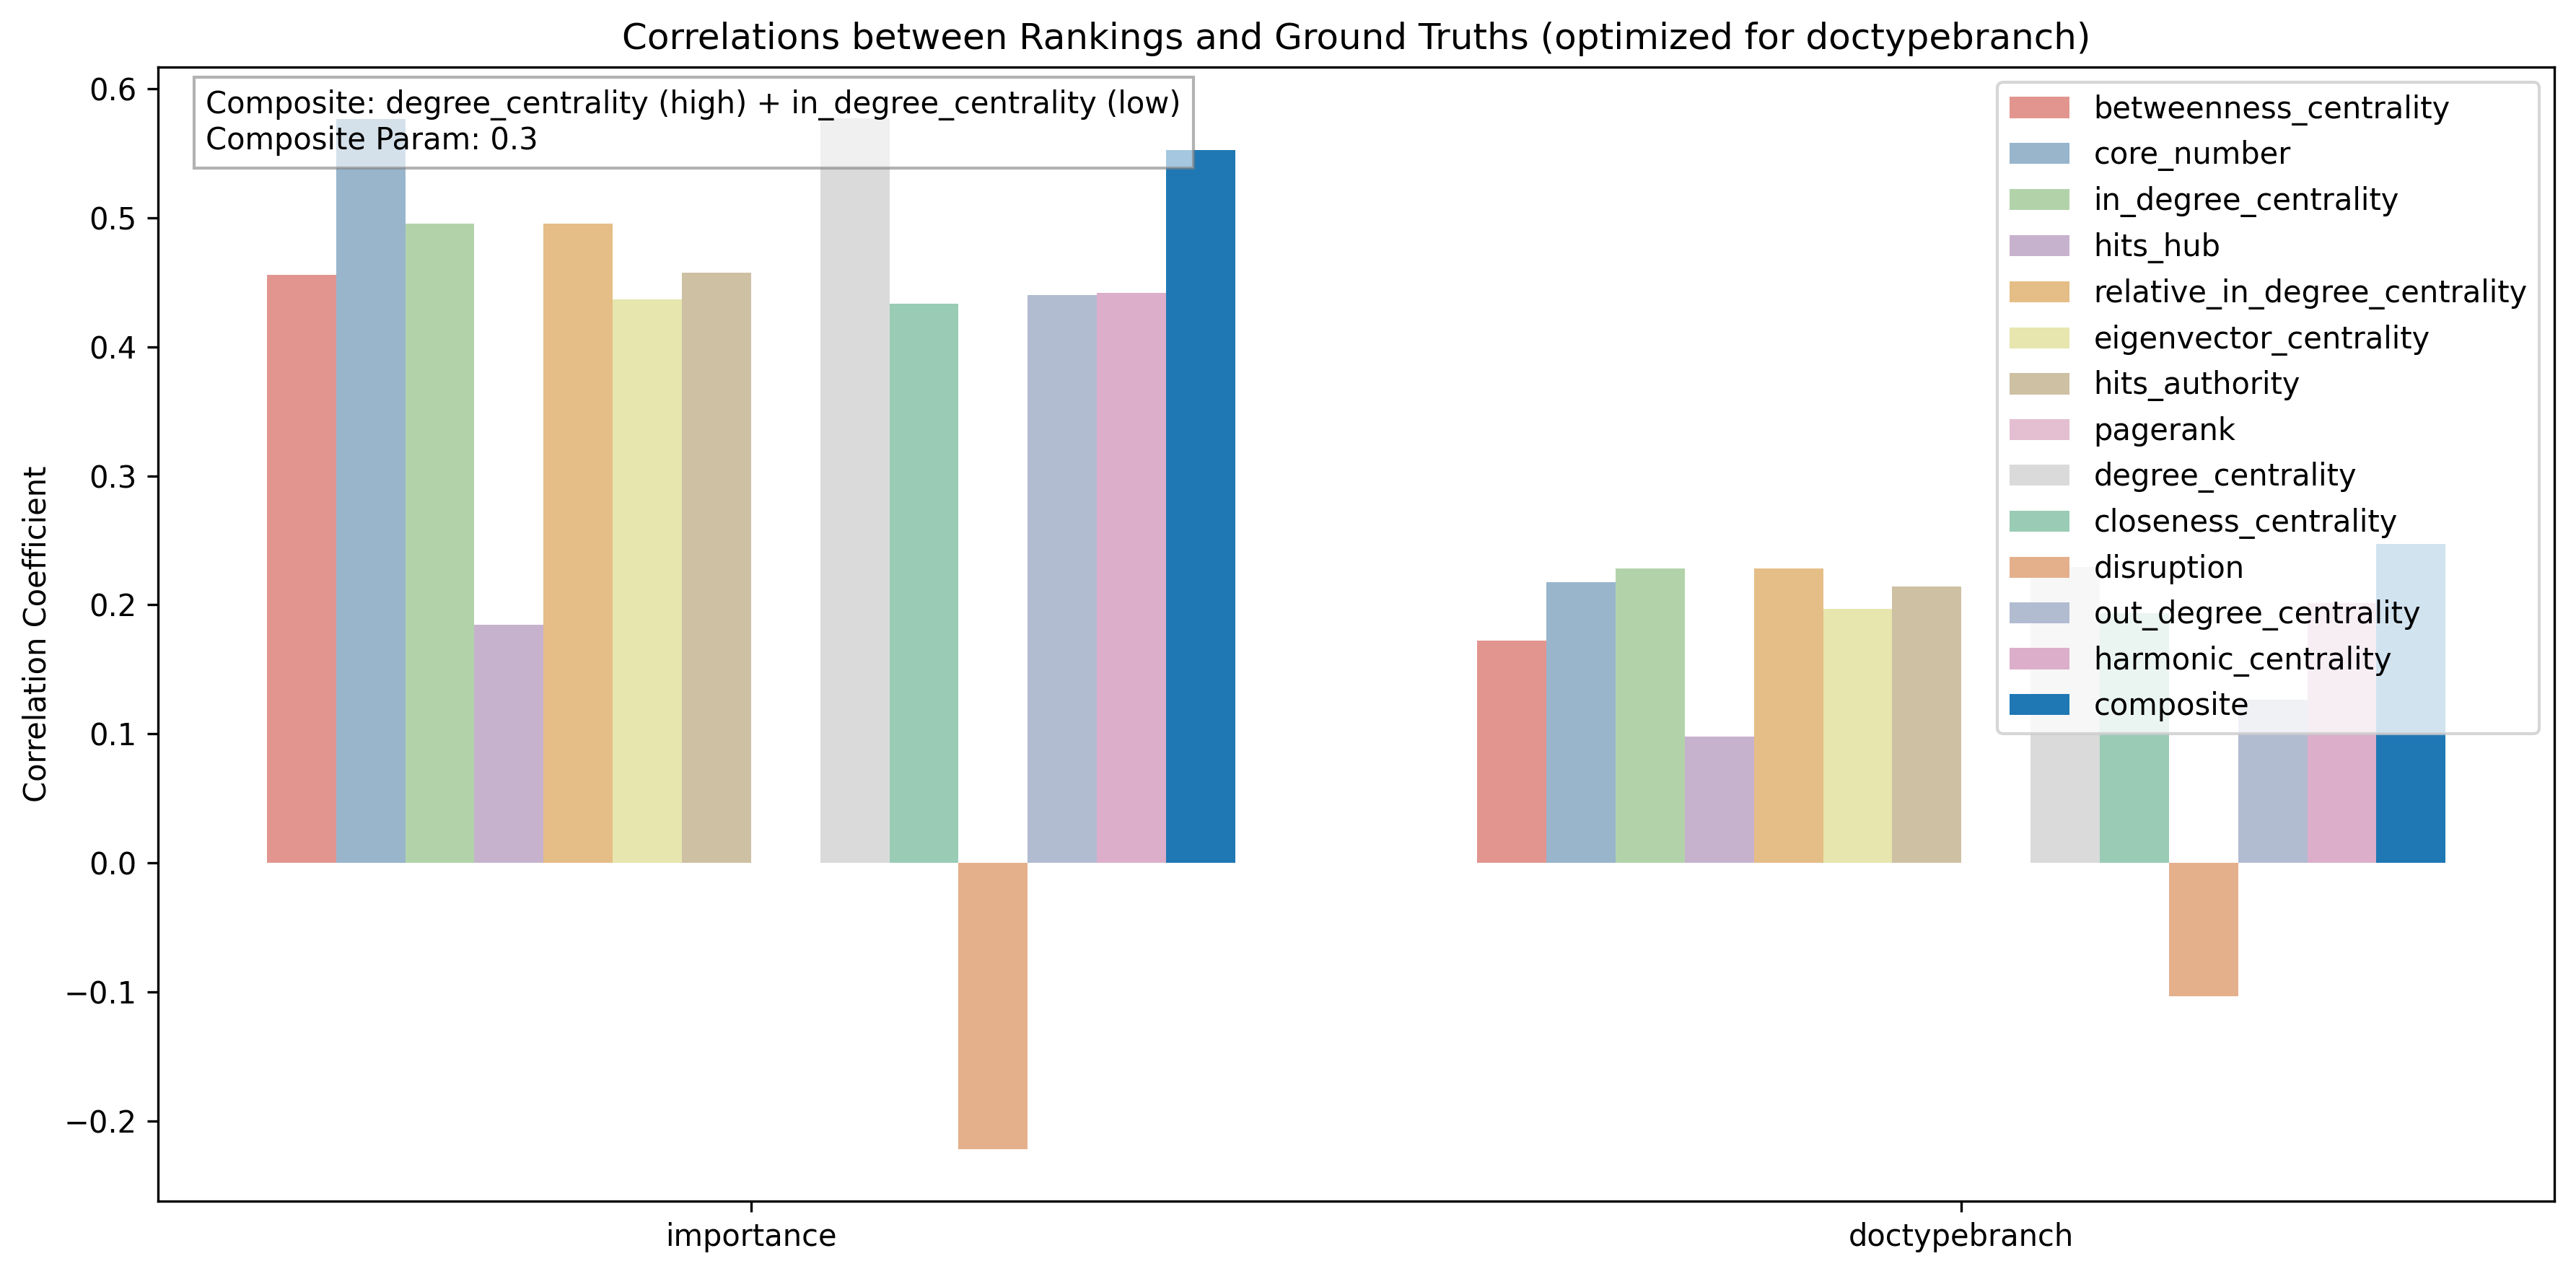 Correlations between Rankings and Ground Truths (optimized for doctypebranch)
Composite: degree_centrality (high) + in_degree_centrality (low)
Composite Param: 0.3
betweenness_centrality
core_number
in_degree_centrality
hits_hub
relative_in_degree_centrality
eigenvector_centrality
hits_authority
pagerank
degree_centrality
closeness_centrality
disruption
out_degree_centrality
harmonic_centrality
composite
Correlation Coefficient
0.6
0.5
0.4
0.3
0.2
0.1
0.0
−0.1
−0.2
importance
doctypebranch